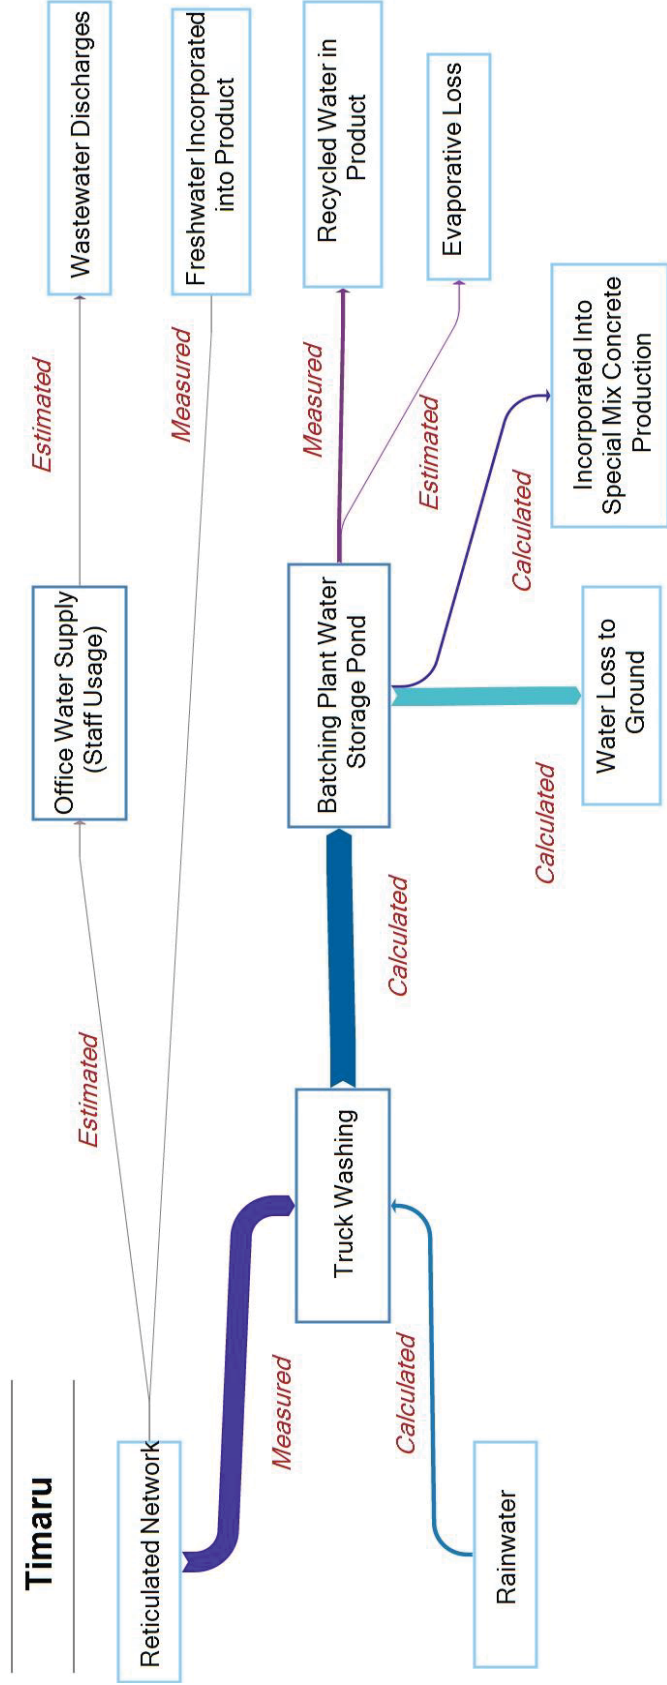 Timaru
Reticulated Network
Estimated
Office Water Supply
(Staff Usage)
Estimated
Wastewater Discharges
Measured
Freshwater Incorporated
into Product
Measured
Truck Washing
Calculated
Rainwater
Calculated
Batching Plant Water
Storage Pond
Measured
Recycled Water in
Product
Estimated
Evaporative Loss
Calculated
Incorporated Into
Special Mix Concrete
Production
Calculated
Water Loss to
Ground